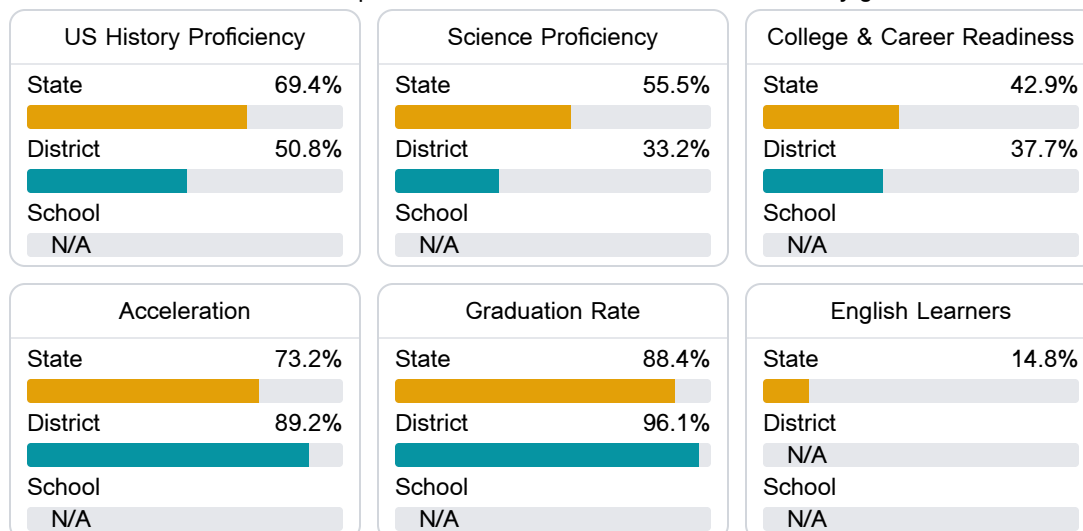 US History Proficiency
State 69.4%
District 50.8%
School
N/A
Science Proficiency
State 55.5%
District 33.2%
School
N/A
College & Career Readiness
State 42.9%
District 37.7%
School
N/A
Acceleration
State 73.2%
District 89.2%
School
N/A
Graduation Rate
State 88.4%
District 96.1%
School
N/A
English Learners
State 14.8%
District
N/A
School
N/A